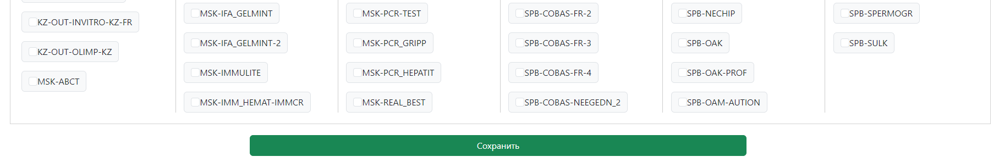 KZ-OUT-INVITRO-KZ-FR
KZ-OUT-OLIMP-KZ
MSK-ABCT
MSK-IFA_GELMINT
MSK-IFA_GELMINT-2
MSK-IMMULITE
MSK-IMM_HEMAT-IMMCR
MSK-PCR-TEST
MSK-PCR_GRIPP
MSK-PCR_HEPATIT
MSK-REAL_BEST
SPB-COBAS-FR-2
SPB-COBAS-FR-3
SPB-COBAS-FR-4
SPB-COBAS-NEEGEDN_2
SPB-NECHIP
SPB-OAK
SPB-OAK-PROF
SPB-OAM-AUTION
SPB-SPERMOGR
SPB-SULK
Сохранить